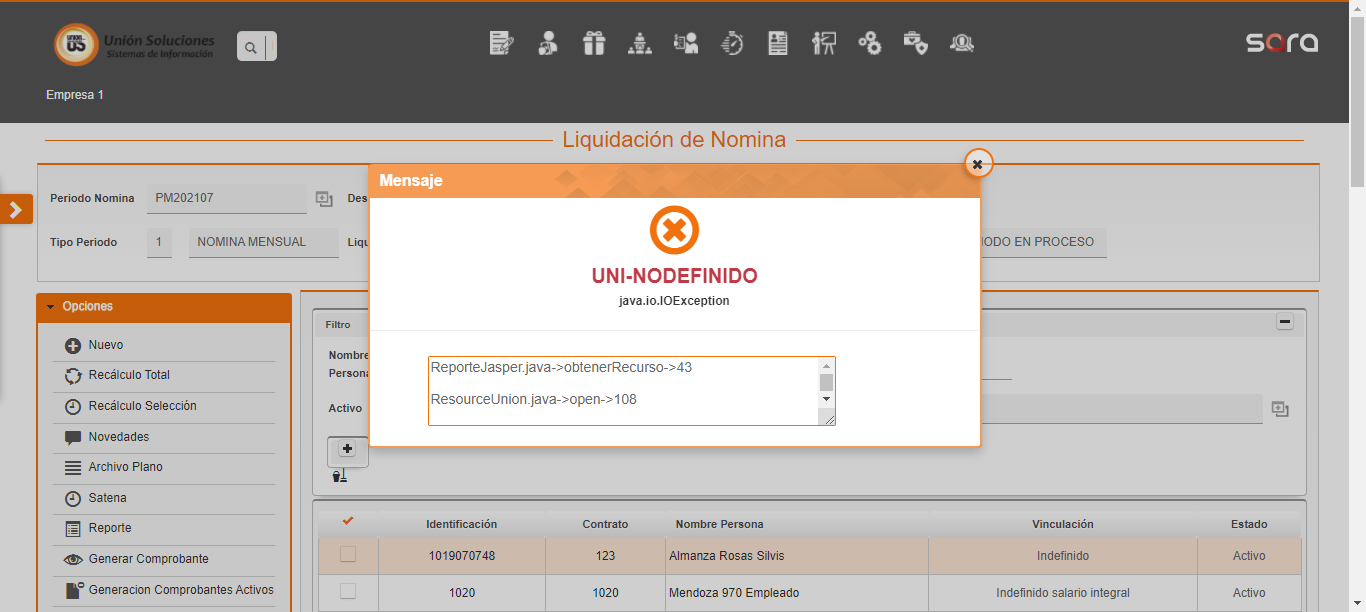 UNION
US
Unión Soluciones
Sistemas de Información
sara
Empresa 1
Liquidación de Nomina
Mensaje
Periodo Nomina PM202107 Des
Tipo Periodo 1 NOMINA MENSUAL Liqu IODO EN PROCESO
UNI-NODEFINIDO
java.io.IOException
ReporteJasper.java->obtenerRecurso->43
ResourceUnion.java->open->108
Opciones
Nuevo
Recálculo Total
Recálculo Selección
Novedades
Archivo Plano
Satena
Reporte
Generar Comprobante
Generacion Comprobantes Activos
Filtro
Nombre
Persona
Activo
Identificación Contrato Nombre Persona Vinculación Estado
1019070748 123 Almanza Rosas Silvis Indefinido Activo
1020 1020 Mendoza 970 Empleado Indefinido salario integral Activo